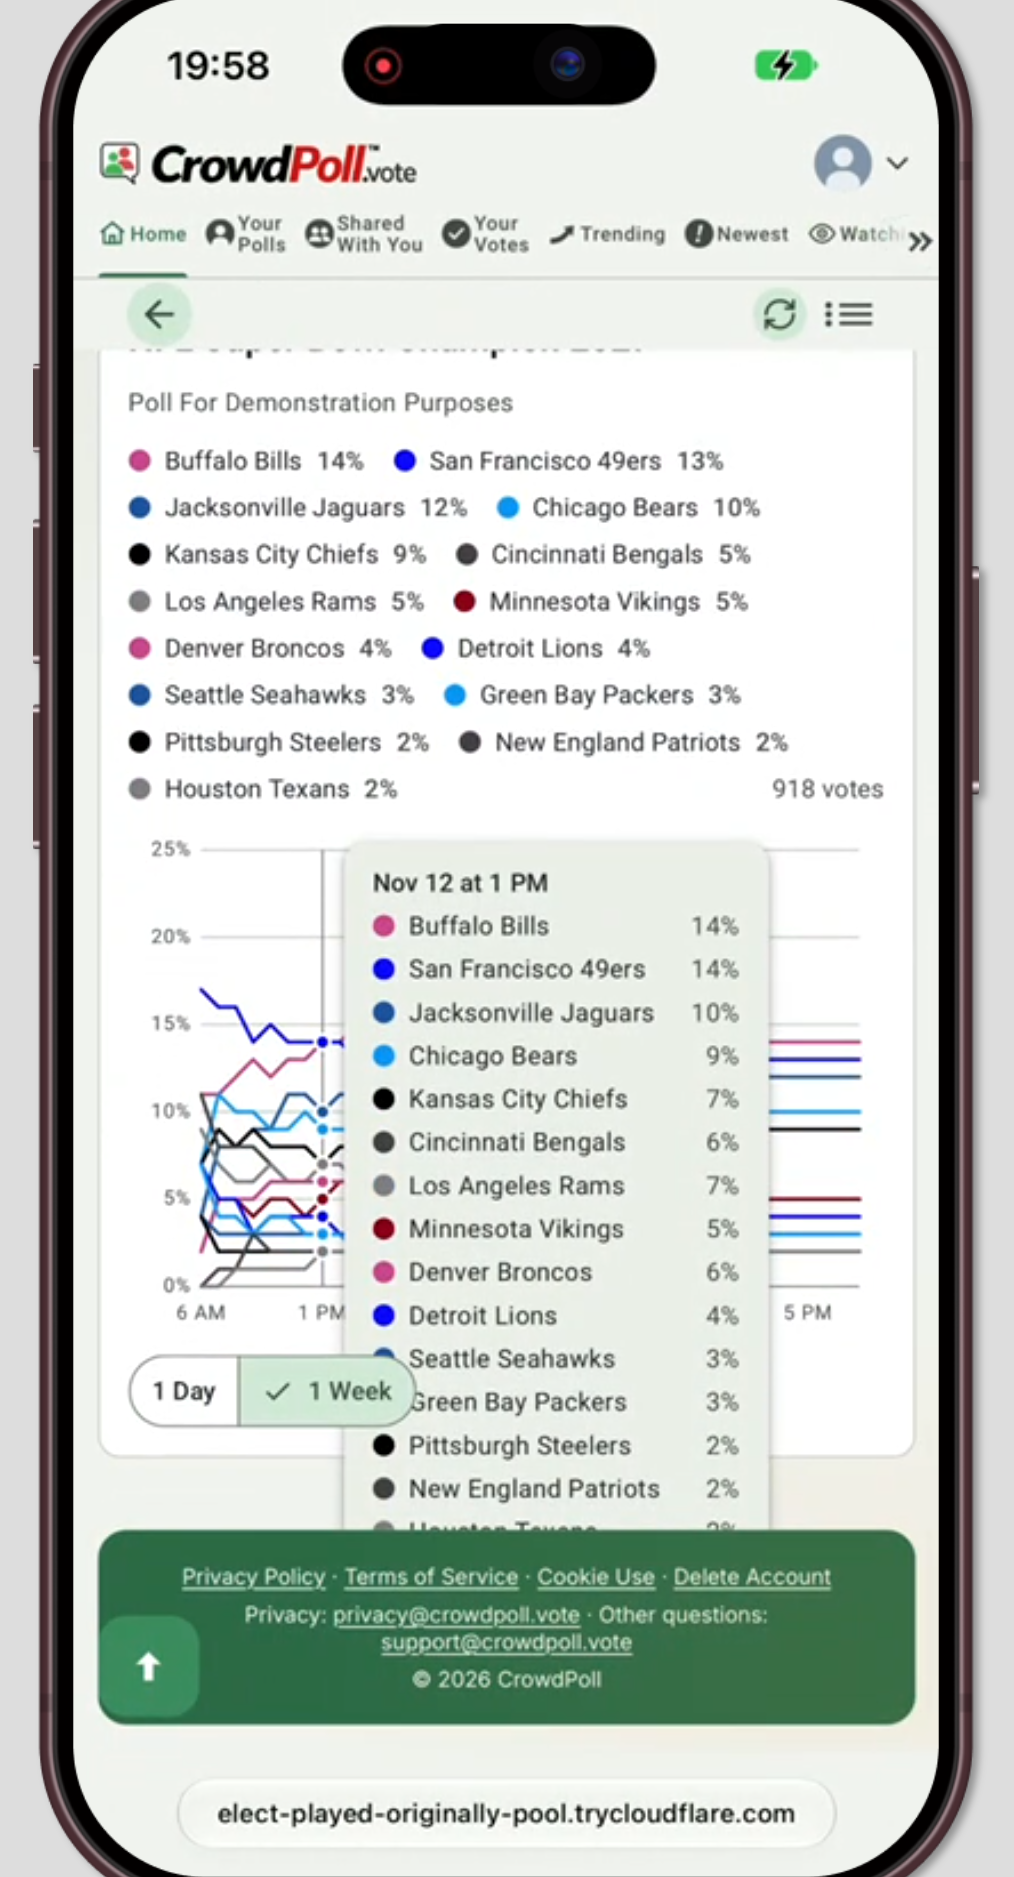 19:58
CrowdPoll™.vote
Home
Your Polls
Shared With You
Your Votes
Trending
Newest
Watchi
Poll For Demonstration Purposes
Buffalo Bills 14% San Francisco 49ers 13%
Jacksonville Jaguars 12% Chicago Bears 10%
Kansas City Chiefs 9% Cincinnati Bengals 5%
Los Angeles Rams 5% Minnesota Vikings 5%
Denver Broncos 4% Detroit Lions 4%
Seattle Seahawks 3% Green Bay Packers 3%
Pittsburgh Steelers 2% New England Patriots 2%
Houston Texans 2% 918 votes
25%
20%
15%
10%
5%
0%
6 AM 1 PM 5 PM
Nov 12 at 1 PM
Buffalo Bills 14%
San Francisco 49ers 14%
Jacksonville Jaguars 10%
Chicago Bears 9%
Kansas City Chiefs 7%
Cincinnati Bengals 6%
Los Angeles Rams 7%
Minnesota Vikings 5%
Denver Broncos 6%
Detroit Lions 4%
Seattle Seahawks 3%
Green Bay Packers 3%
Pittsburgh Steelers 2%
New England Patriots 2%
1 Day 1 Week
Privacy Policy · Terms of Service · Cookie Use · Delete Account
Privacy: privacy@crowdpoll.vote · Other questions:
support@crowdpoll.vote
© 2026 CrowdPoll
elect-played-originally-pool.trycloudflare.com